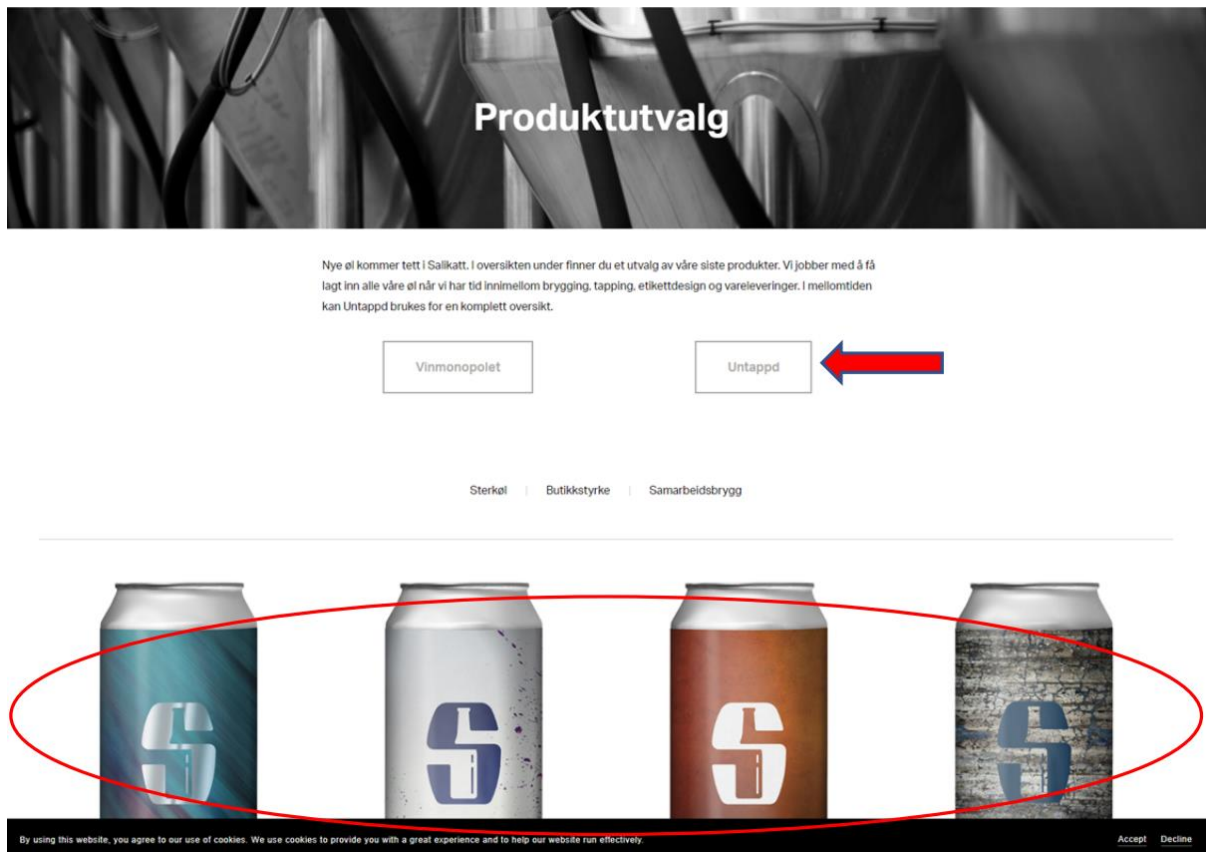 Produktutvalg
Nye øl kommer tett i Salikatt. I oversikten under finner du et utvalg av våre siste produkter. Vi jobber med å få
lagt inn alle våre øl når vi har tid innimellom brygging, tapping, etikettdesign og vareleveringer. I mellomtiden
kan Untappd brukes for en komplett oversikt.
Vinmonopolet
Untappd
Sterkøl | Butikkstyrke | Samarbeidsbrygg
S S S S
By using this website, you agree to our use of cookies. We use cookies to provide you with a great experience and to help our website run effectively. Accept Decline